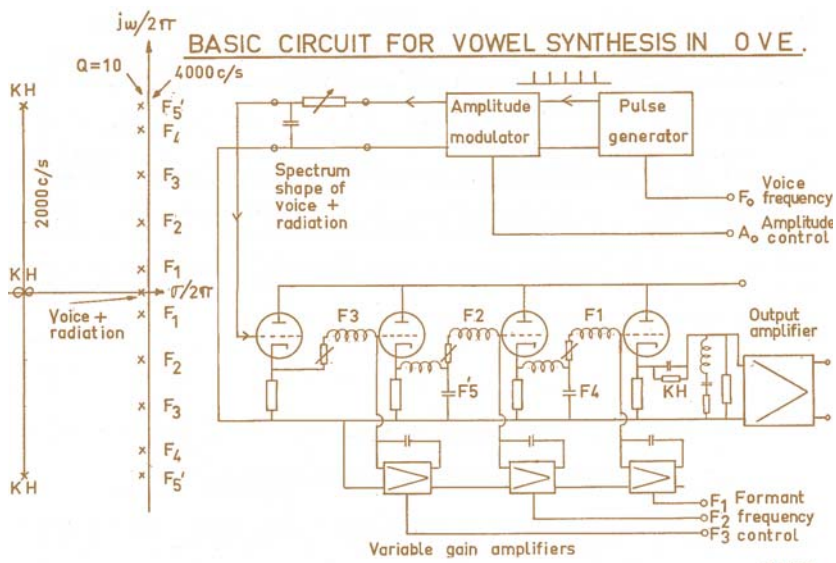 jω/2π
BASIC CIRCUIT FOR VOWEL SYNTHESIS IN OVE.
Q=10
4000 c/s
KH
F5'
F4
F3
F2
F1
2000 c/s
KH
σ/2π
Voice +
radiation
F1
F2
F3
F4
F5'
KH
Spectrum
shape of
voice +
radiation
Amplitude
modulator
Pulse
generator
F0 Voice
frequency
A0 Amplitude
control
F3
F2
F1
F'5
F4
KH
Output
amplifier
F1 Formant
F2 frequency
F3 control
Variable gain amplifiers